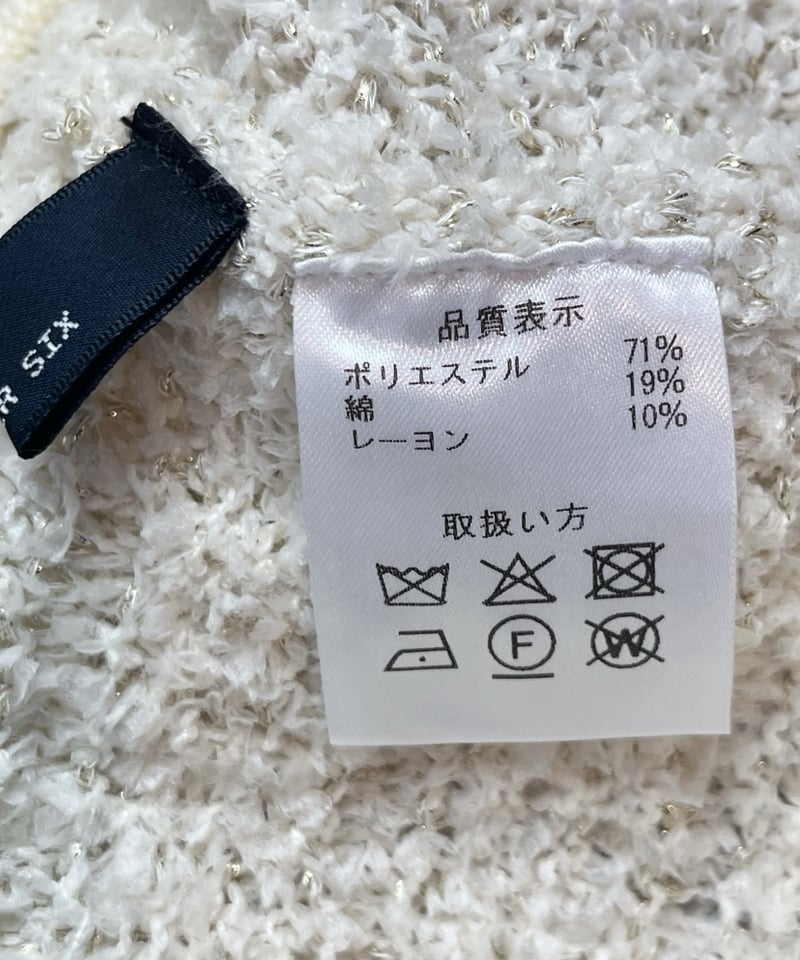 R SIX
品質表示
ポリエステル 71%
綿 19%
レーヨン 10%
取扱い方
F
W